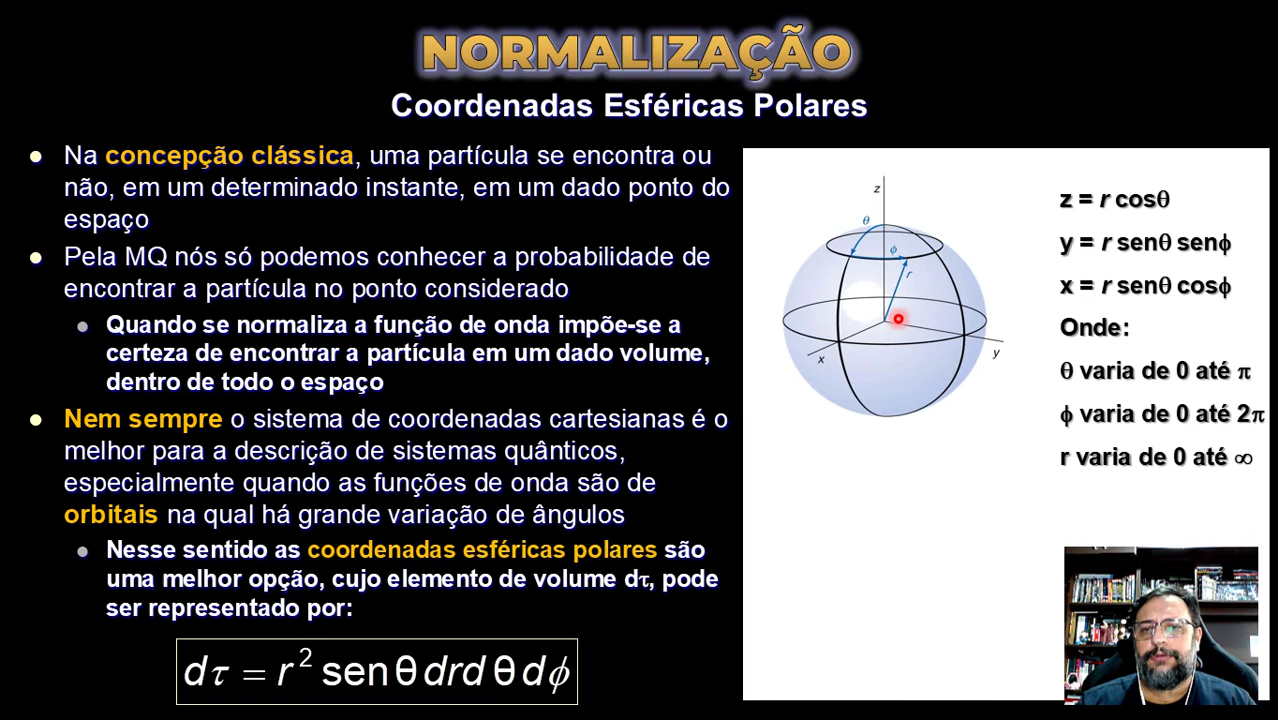 NORMALIZAÇÃO
Coordenadas Esféricas Polares
Na concepção clássica, uma partícula se encontra ou
não, em um determinado instante, em um dado ponto do
espaço
Pela MQ nós só podemos conhecer a probabilidade de
encontrar a partícula no ponto considerado
Quando se normaliza a função de onda impõe-se a
certeza de encontrar a partícula em um dado volume,
dentro de todo o espaço
Nem sempre o sistema de coordenadas cartesianas é o
melhor para a descrição de sistemas quânticos,
especialmente quando as funções de onda são de
orbitais na qual há grande variação de ângulos
Nesse sentido as coordenadas esféricas polares são
uma melhor opção, cujo elemento de volume dτ, pode
ser representado por:
dτ = r² sen θ drd θ d ϕ
z
θ
ϕ
r
x
y
z = r cosθ
y = r senθ senϕ
x = r senθ cosϕ
Onde:
θ varia de 0 até π
ϕ varia de 0 até 2π
r varia de 0 até ∞